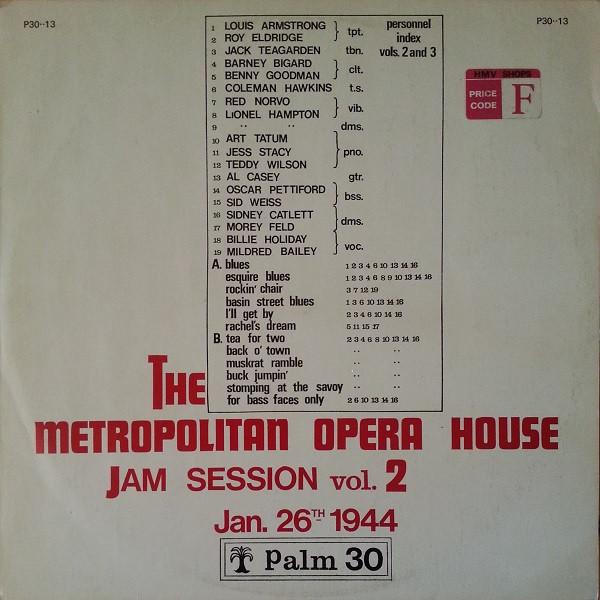 P30··13
P30··13
1 LOUIS ARMSTRONG
2 ROY ELDRIDGE
tpt.
3 JACK TEAGARDEN tbn.
4 BARNEY BIGARD
5 BENNY GOODMAN
clt.
6 COLEMAN HAWKINS t.s.
7 RED NORVO
8 LIONEL HAMPTON
vib.
9 ·· ·· dms.
10 ART TATUM
11 JESS STACY
12 TEDDY WILSON
pno.
13 AL CASEY gtr.
14 OSCAR PETTIFORD
15 SID WEISS
bss.
16 SIDNEY CATLETT
17 MOREY FELD
dms.
18 BILLIE HOLIDAY
19 MILDRED BAILEY
voc.
personnel
index
vols. 2 and 3
HMV SHOPS
PRICE
CODE
F
A. blues 1 2 3 4 6 10 13 14 16
esquire blues 1 2 3 4 6 8 9 10 13 14 16
rockin' chair 3 7 12 19
basin street blues 1 3 6 10 13 14 16
I'll get by 2 3 4 6 10 14 16
rachel's dream 5 11 15 17
B. tea for two 2 3 4 6 8 10 13 14 16
back o' town ·· ··
muskrat ramble ·· ··
buck jumpin' ·· ··
stomping at the savoy ·· ··
for bass faces only 2 6 10 13 14 16
THE
METROPOLITAN OPERA HOUSE
JAM SESSION vol. 2
Jan. 26TH 1944
Palm 30